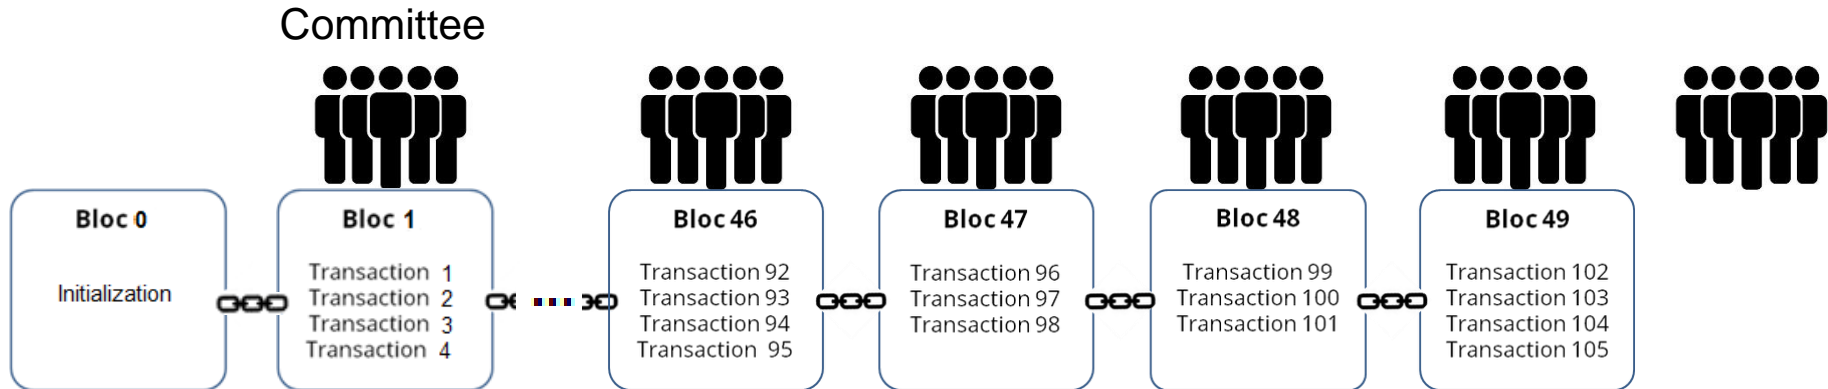 Committee
Bloc 0
Initialization
Bloc 1
Transaction 1
Transaction 2
Transaction 3
Transaction 4
Bloc 46
Transaction 92
Transaction 93
Transaction 94
Transaction 95
Bloc 47
Transaction 96
Transaction 97
Transaction 98
Bloc 48
Transaction 99
Transaction 100
Transaction 101
Bloc 49
Transaction 102
Transaction 103
Transaction 104
Transaction 105